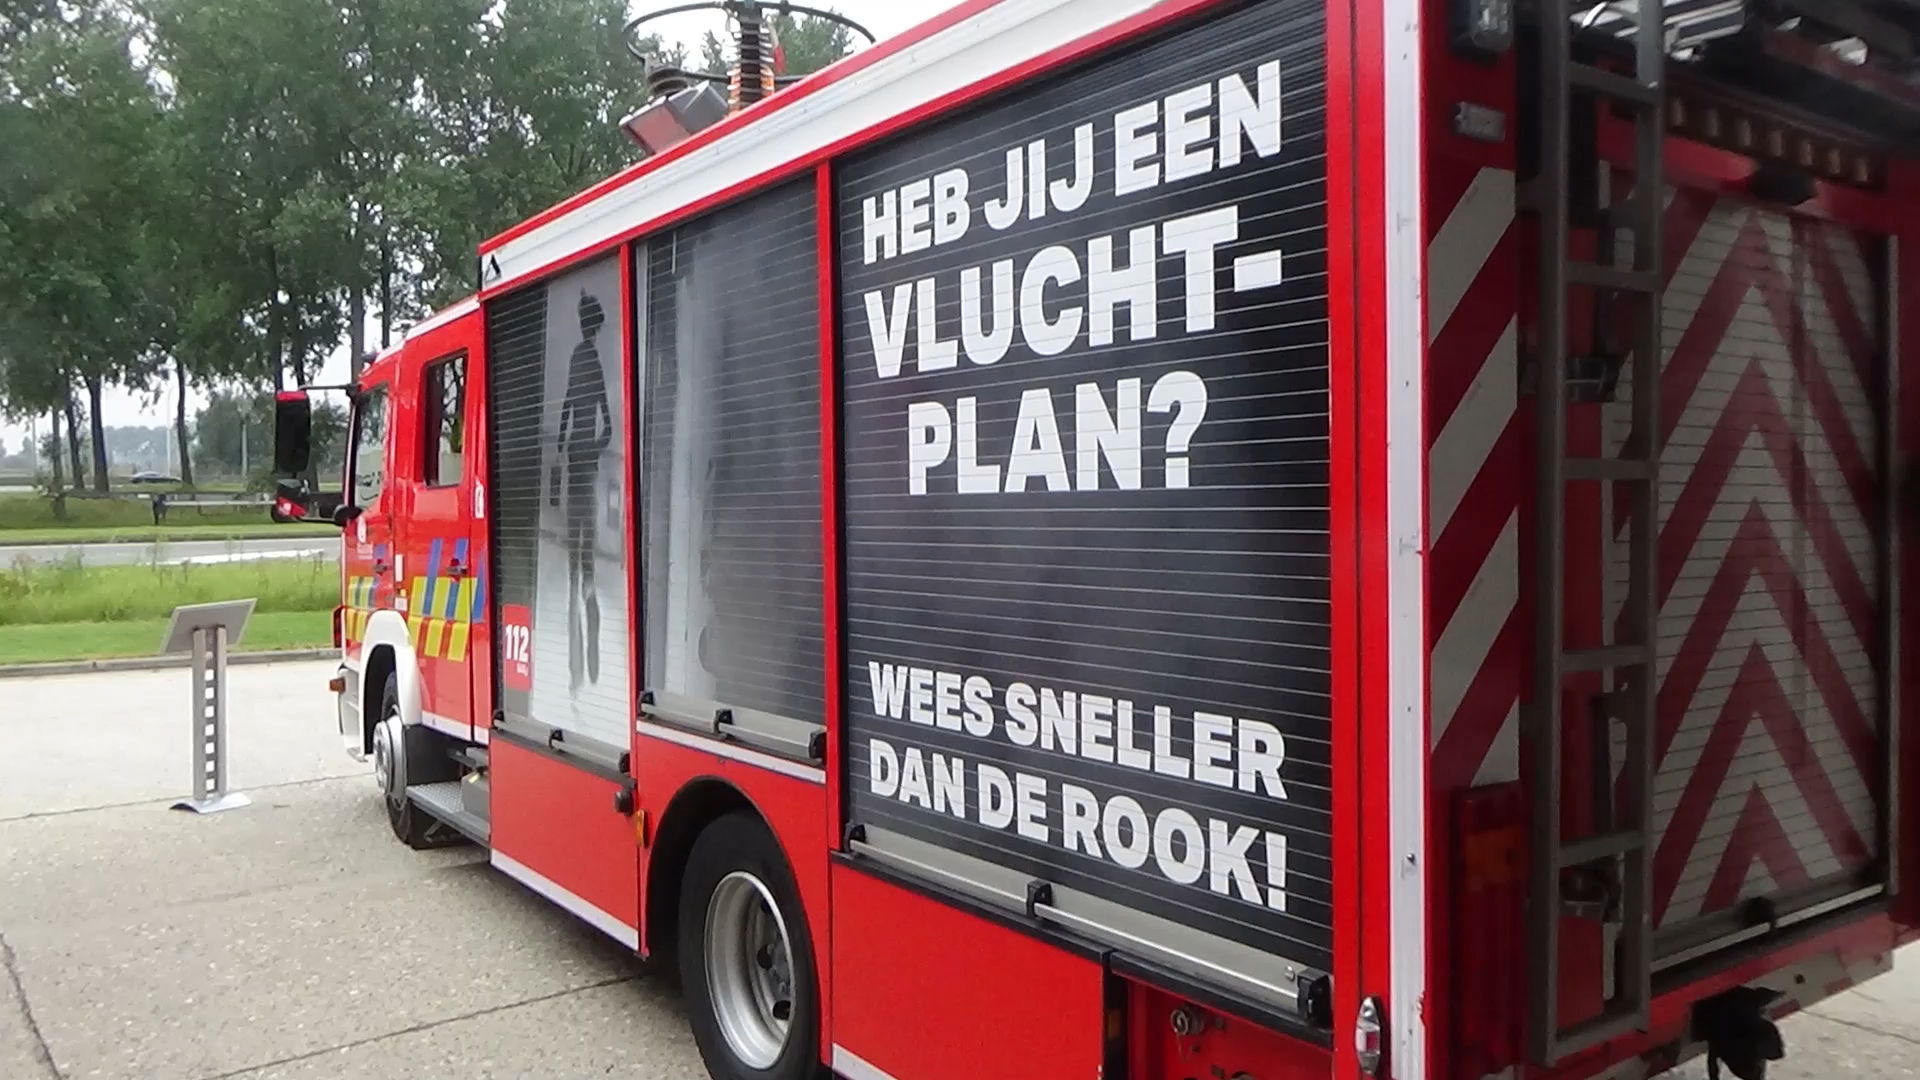 HEB JIJ EEN
VLUCHT-
PLAN?
WEES SNELLER
DAN DE ROOK!
112